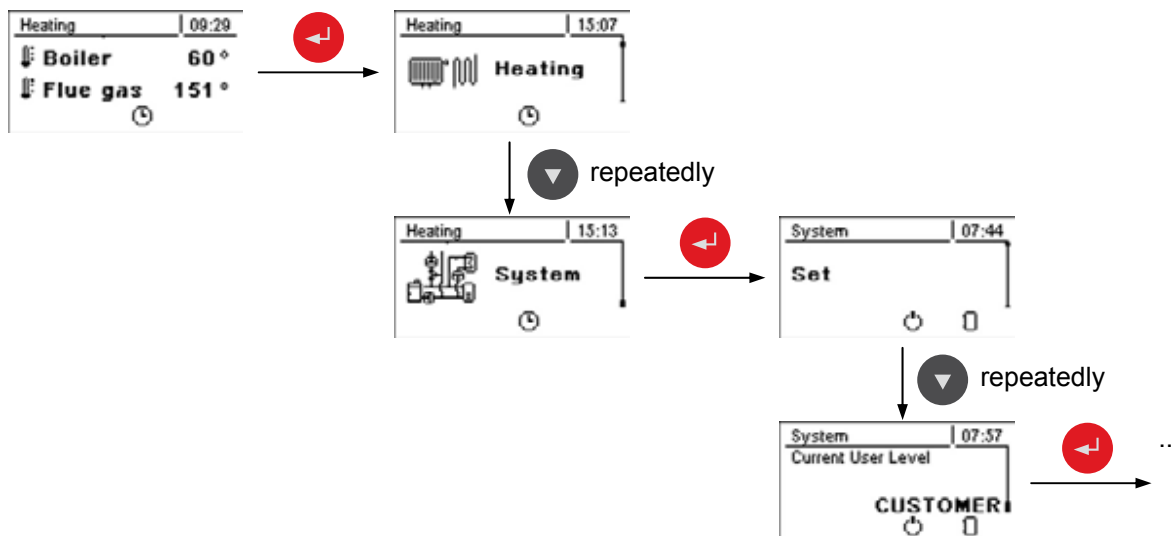 Heating 09:29
Boiler 60°
Flue gas 151°
Heating 15:07
Heating
repeatedly
Heating 15:13
System
System 07:44
Set
repeatedly
System 07:57
Current User Level
CUSTOMER
..